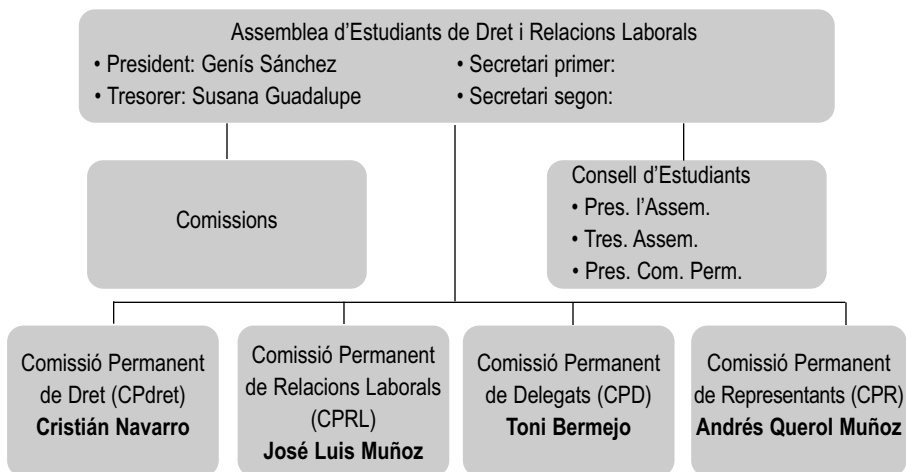 Assemblea d’Estudiants de Dret i Relacions Laborals
• President: Genís Sánchez
• Secretari primer:
• Tresorer: Susana Guadalupe
• Secretari segon:
Comissions
Consell d’Estudiants
• Pres. l’Assem.
• Tres. Assem.
• Pres. Com. Perm.
Comissió Permanent
de Dret (CPdret)
Cristián Navarro
Comissió Permanent
de Relacions Laborals
(CPRL)
José Luis Muñoz
Comissió Permanent
de Delegats (CPD)
Toni Bermejo
Comissió Permanent
de Representants (CPR)
Andrés Querol Muñoz